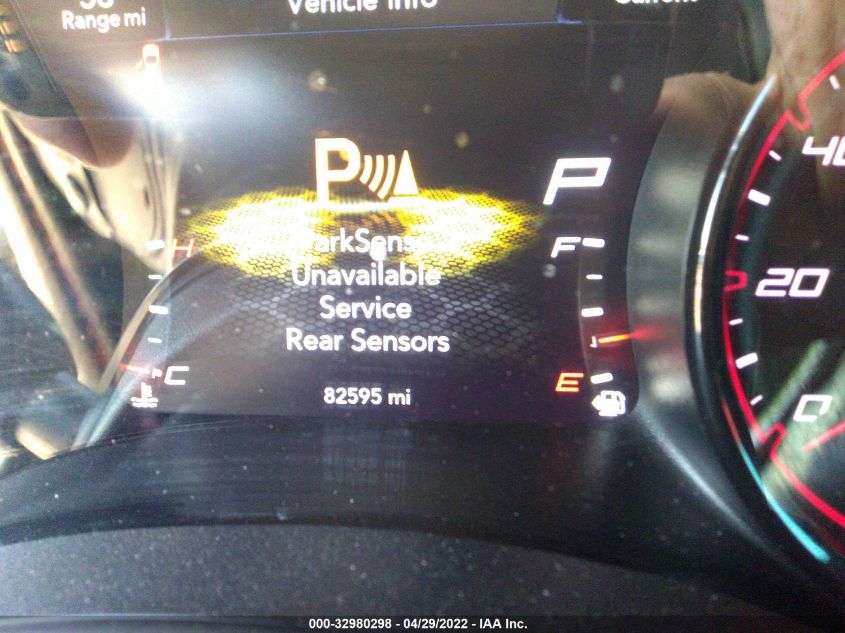 Range mi
Vehicle Info
P
P
40
H
ParkSense
F
Unavailable
20
Service
Rear Sensors
C
E
82595 mi
0
000-32980298 - 04/29/2022 - IAA Inc.